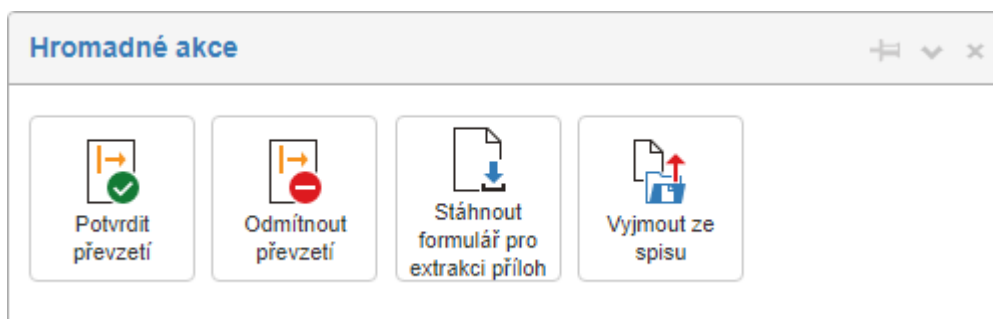 Hromadné akce
Potvrdit
převzetí
Odmítnout
převzetí
Stáhnout
formulář pro
extrakci příloh
Vyjmout ze
spisu